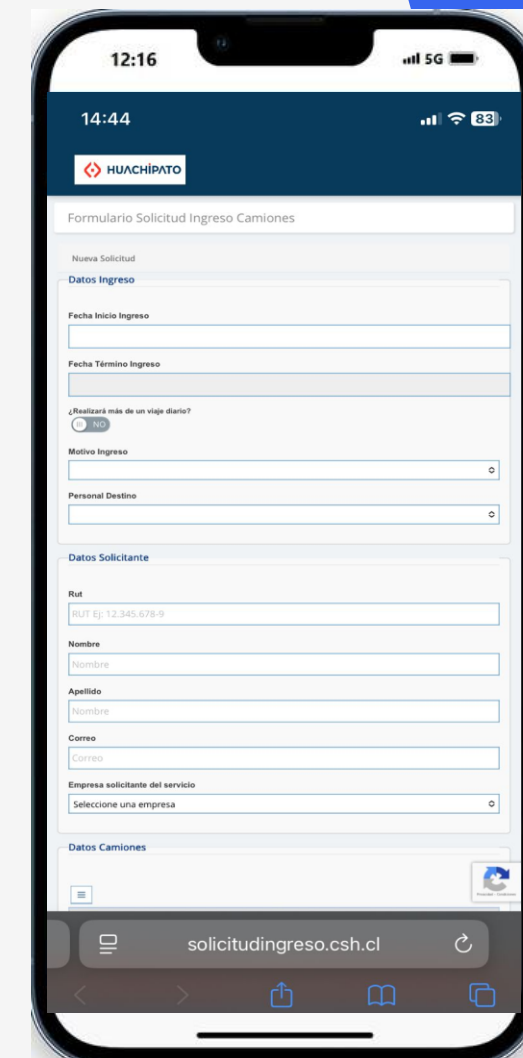 12:16
5G
14:44
83
HUACHIPATO
Formulario Solicitud Ingreso Camiones
Nueva Solicitud
Datos Ingreso
Fecha Inicio Ingreso
Fecha Término Ingreso
¿Realizará más de un viaje diario?
NO
Motivo Ingreso
Personal Destino
Datos Solicitante
Rut
RUT Ej: 12.345.678-9
Nombre
Nombre
Apellido
Nombre
Correo
Correo
Empresa solicitante del servicio
Seleccione una empresa
Datos Camiones
solicitudingreso.csh.cl